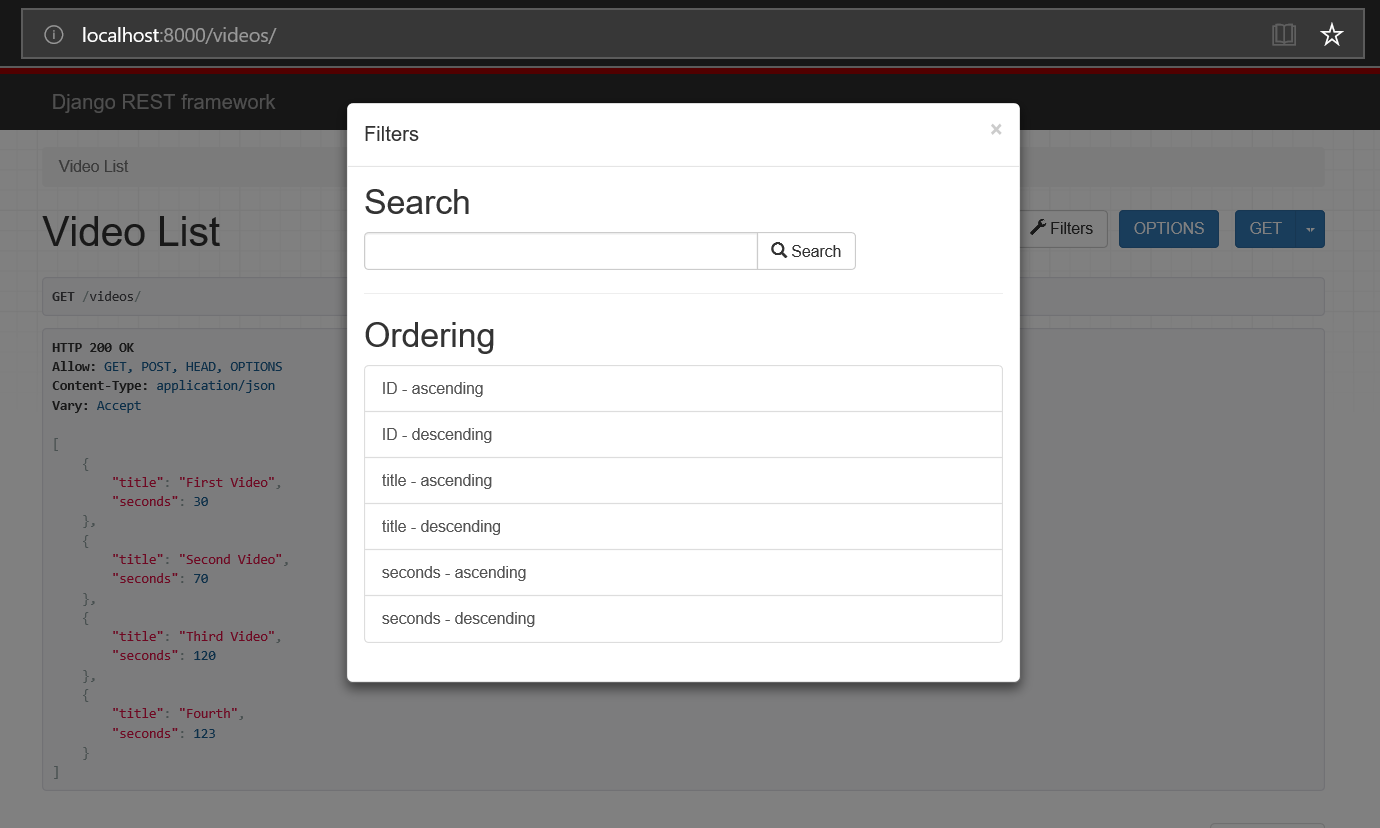 localhost:8000/videos/
Django REST framework
Video List
Video List
Filters
OPTIONS
GET
GET /videos/
HTTP 200 OK
Allow: GET, POST, HEAD, OPTIONS
Content-Type: application/json
Vary: Accept
[
{
"title": "First Video",
"seconds": 30
},
{
"title": "Second Video",
"seconds": 70
},
{
"title": "Third Video",
"seconds": 120
},
{
"title": "Fourth",
"seconds": 123
}
]
Filters
×
Search
Search
Ordering
ID - ascending
ID - descending
title - ascending
title - descending
seconds - ascending
seconds - descending